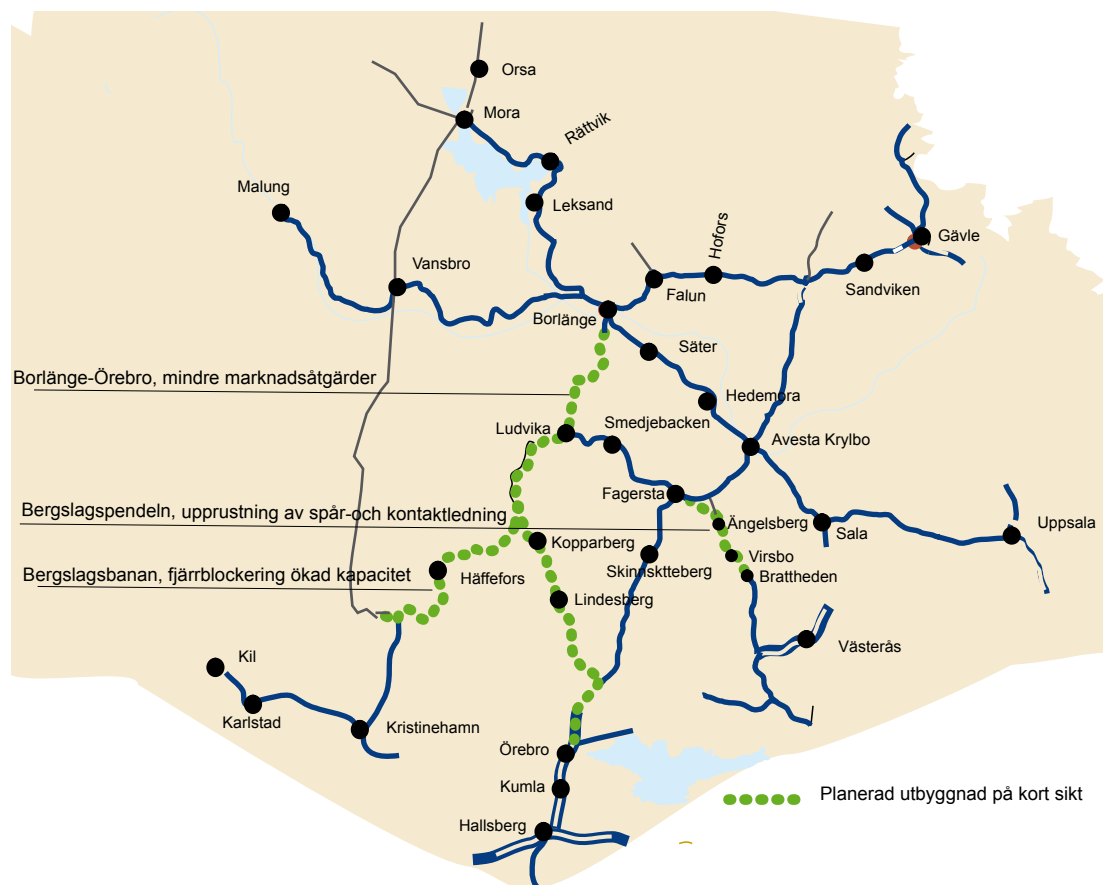 Orsa
Mora
Rättvik
Malung
Leksand
Hofors
Gävle
Vansbro
Falun
Sandviken
Borlänge
Säter
Borlänge-Örebro, mindre marknadsåtgärder
Hedemora
Smedjebacken
Ludvika
Avesta Krylbo
Fagersta
Bergslagspendeln, upprustning av spår-och kontaktledning
Ängelsberg
Sala
Uppsala
Kopparberg
Virsbo
Skinnsktteberg
Bergslagsbanan, fjärrblockering ökad kapacitet
Häffefors
Brattheden
Lindesberg
Västerås
Kil
Karlstad
Kristinehamn
Örebro
Kumla
Planerad utbyggnad på kort sikt
Hallsberg